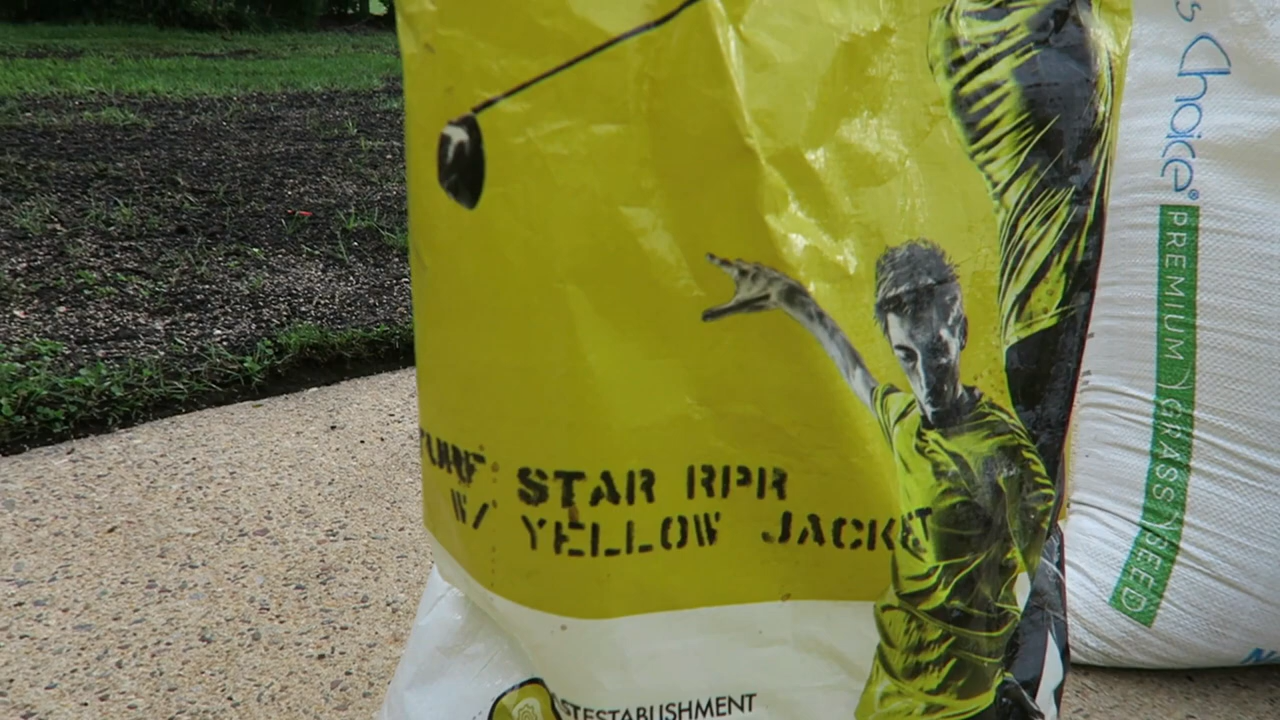 TURF STAR RPR
W/ YELLOW JACKET
STESTABLISHMENT
s Choice®
PREMIUM GRASS SEED